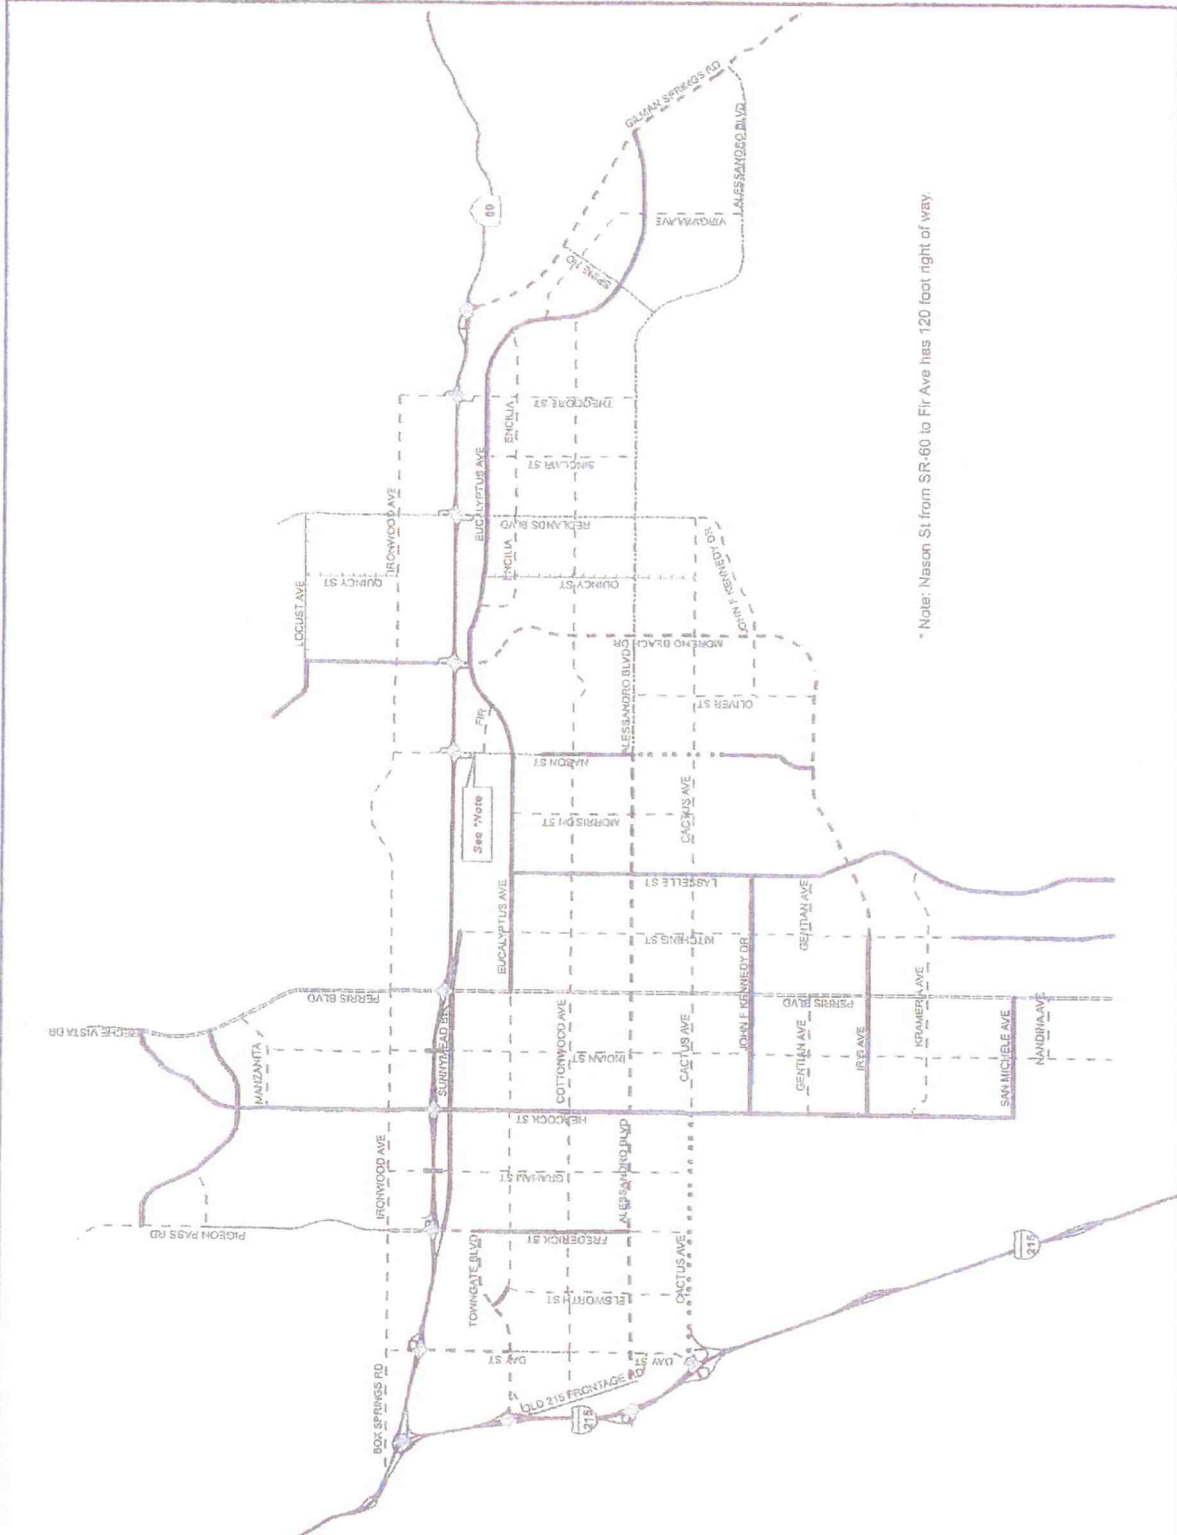 GILMAN SPRINGS RD
ALESSANDRO BLVD
VIRGINIA AVE
60
THEODORE ST
ENCILIA
SINCLAIR ST
EUCALYPTUS AVE
IRONWOOD AVE
REDLANDS BLVD
ENCILIA
QUINCY ST
QUINCY ST
LOCUST AVE
JOHN F KENNEDY DR
MORENO BEACH DR
ALESSANDRO BLVD
OLIVER ST
FIR
NASON ST
See *Note
MORRISON ST
CACTUS AVE
LASSELLE ST
EUCALYPTUS AVE
GENTIAN AVE
KITCHING ST
JOHN F KENNEDY DR
PERRIS BLVD
PERRIS BLVD
KRAMERIA AVE
MANZANITA
SUNNYMEAD BLVD
COTTONWOOD AVE
INDIAN ST
CACTUS AVE
GENTIAN AVE
IRIS AVE
SAN MICHELE AVE
NANDINA AVE
HEACOCK ST
IRONWOOD AVE
GRAHAM ST
ALESSANDRO BLVD
PIGEON PASS RD
FREDERICK ST
TOWNGATE BLVD
ELSWORTH ST
CACTUS AVE
215
DAY ST
DAY ST
BOX SPRINGS RD
OLD 215 FRONTAGE RD
215
* Note: Nason St from SR-60 to Fir Ave has 120 foot right of way.